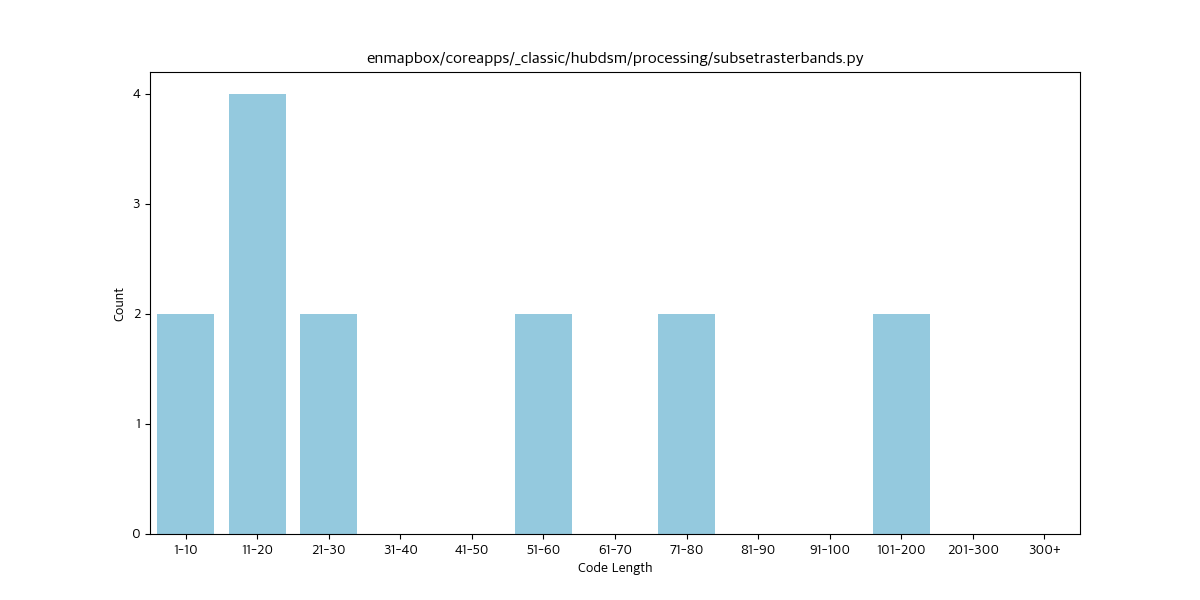 enmapbox/coreapps/_classic/hubdsm/processing/subsetrasterbands.py
4
3
2
1
0
Count
1-10 11-20 21-30 31-40 41-50 51-60 61-70 71-80 81-90 91-100 101-200 201-300 300+
Code Length